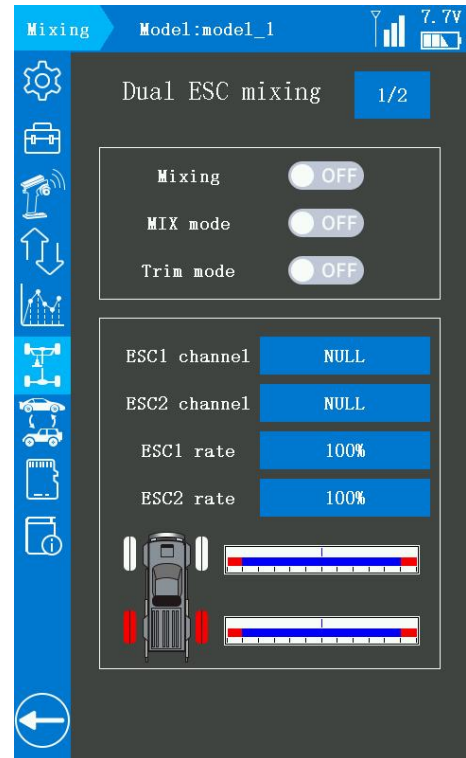 Mixing
Model:model_1
7.7V
Dual ESC mixing
1/2
Mixing OFF
MIX mode OFF
Trim mode OFF
ESC1 channel NULL
ESC2 channel NULL
ESC1 rate 100%
ESC2 rate 100%